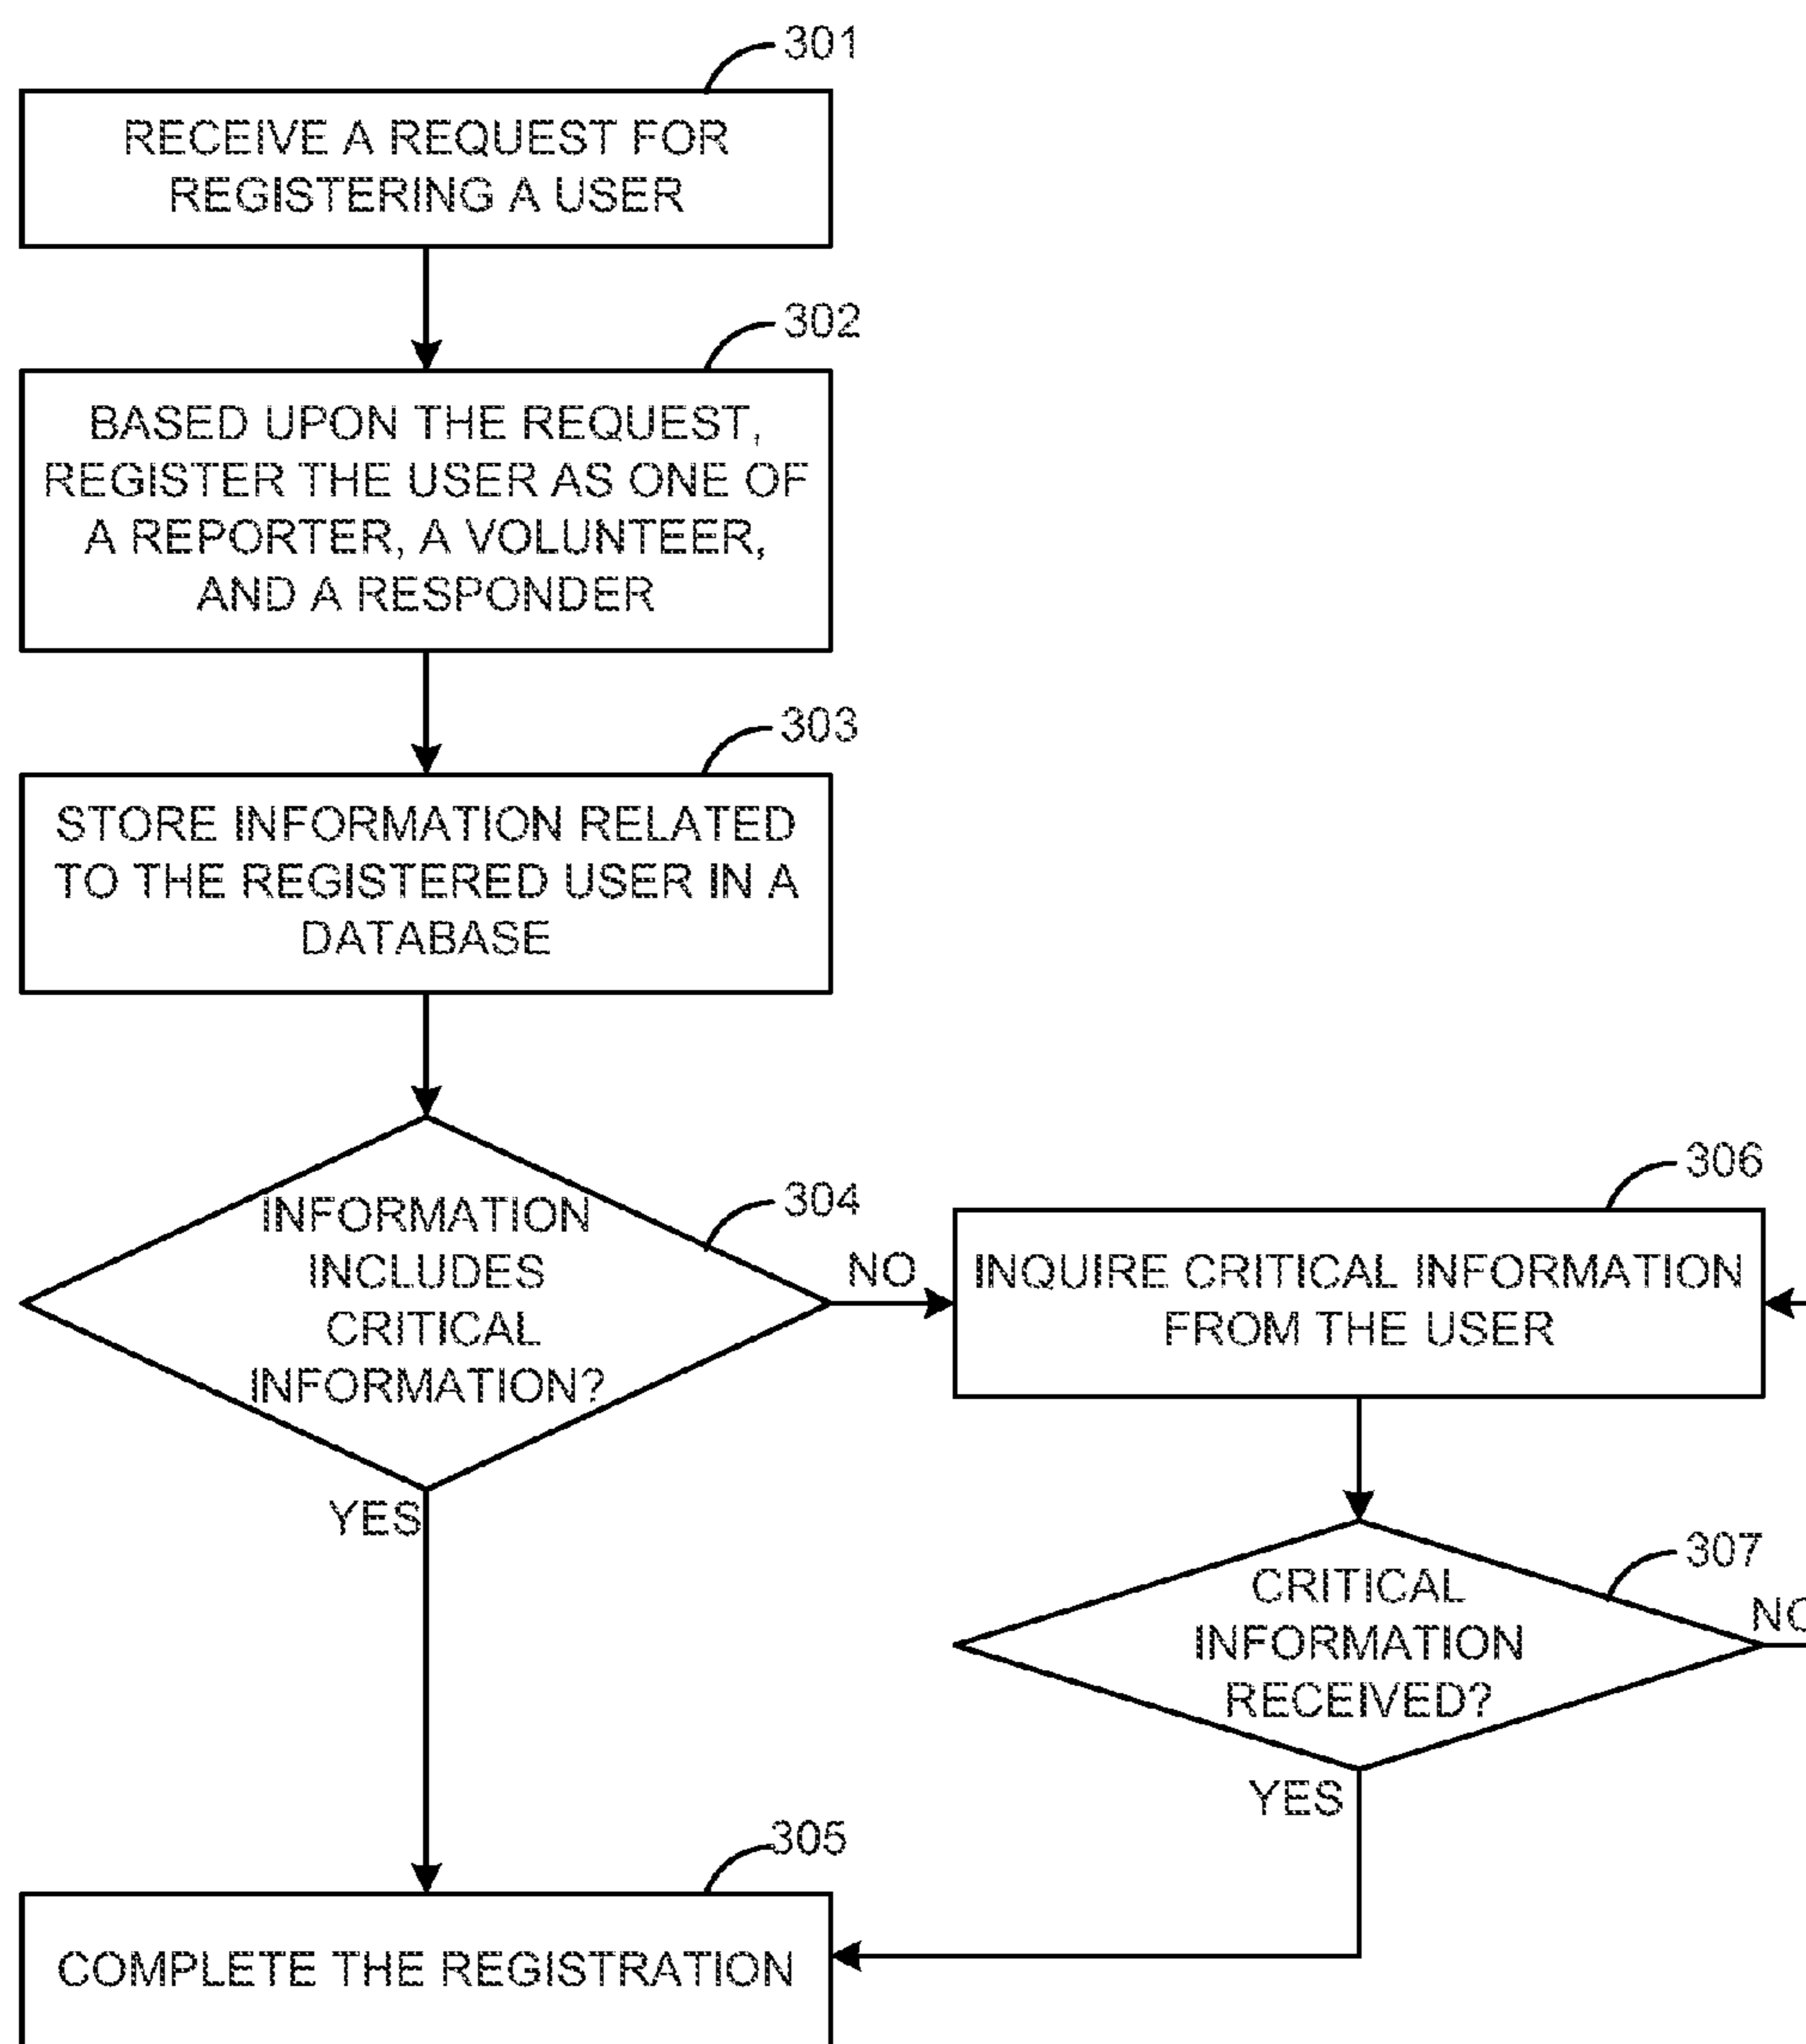 301
RECEIVE A REQUEST FOR
REGISTERING A USER
302
BASED UPON THE REQUEST,
REGISTER THE USER AS ONE OF
A REPORTER, A VOLUNTEER,
AND A RESPONDER
303
STORE INFORMATION RELATED
TO THE REGISTERED USER IN A
DATABASE
304
INFORMATION
INCLUDES
CRITICAL
INFORMATION?
NO
YES
306
INQUIRE CRITICAL INFORMATION
FROM THE USER
307
CRITICAL
INFORMATION
RECEIVED?
NO
YES
305
COMPLETE THE REGISTRATION